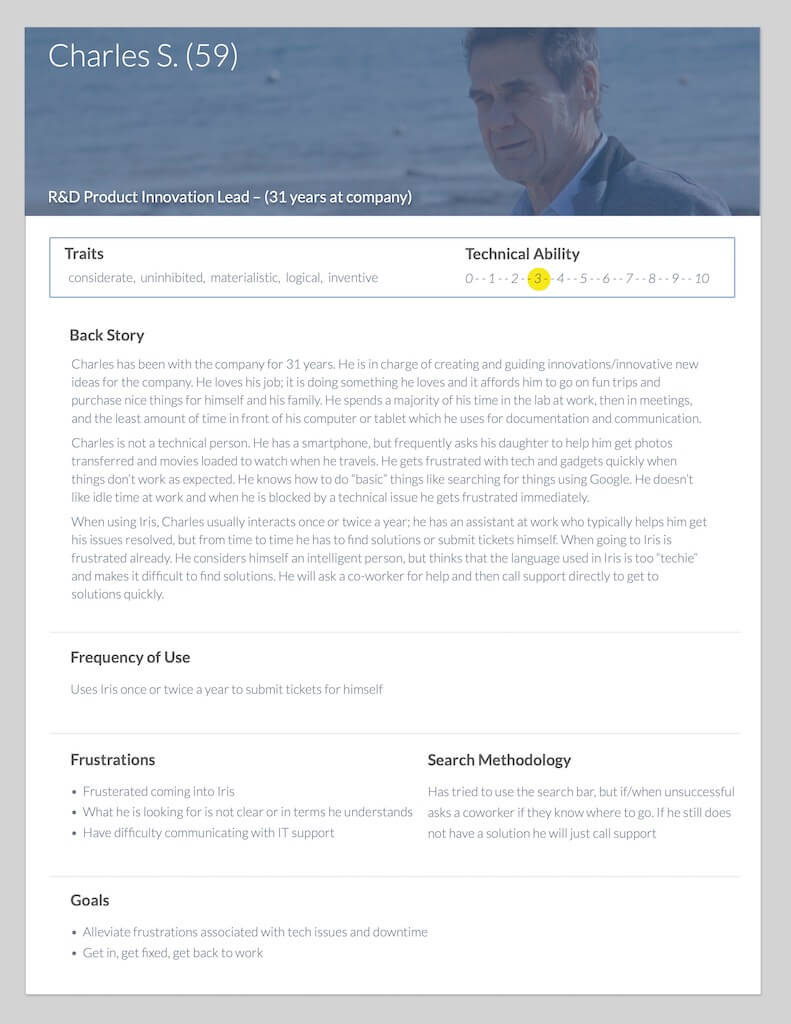 Charles S. (59)
R&D Product Innovation Lead – (31 years at company)
Traits
considerate, uninhibited, materialistic, logical, inventive
Technical Ability
0 - - 1 - - 2 - - 3 - - 4 - - 5 - - 6 - - 7 - - 8 - - 9 - - 10
Back Story
Charles has been with the company for 31 years. He is in charge of creating and guiding innovations/innovative new
ideas for the company. He loves his job; it is doing something he loves and it affords him to go on fun trips and
purchase nice things for himself and his family. He spends a majority of his time in the lab at work, then in meetings,
and the least amount of time in front of his computer or tablet which he uses for documentation and communication.
Charles is not a technical person. He has a smartphone, but frequently asks his daughter to help him get photos
transferred and movies loaded to watch when he travels. He gets frustrated with tech and gadgets quickly when
things don't work as expected. He knows how to do "basic" things like searching for things using Google. He doesn't
like idle time at work and when he is blocked by a technical issue he gets frustrated immediately.
When using Iris, Charles usually interacts once or twice a year; he has an assistant at work who typically helps him get
his issues resolved, but from time to time he has to find solutions or submit tickets himself. When going to Iris is
frustrated already. He considers himself an intelligent person, but thinks that the language used in Iris is too "techie"
and makes it difficult to find solutions. He will ask a co-worker for help and then call support directly to get to
solutions quickly.
Frequency of Use
Uses Iris once or twice a year to submit tickets for himself
Frustrations
• Frusterated coming into Iris
• What he is looking for is not clear or in terms he understands
• Have difficulty communicating with IT support
Search Methodology
Has tried to use the search bar, but if/when unsuccessful
asks a coworker if they know where to go. If he still does
not have a solution he will just call support
Goals
• Alleviate frustrations associated with tech issues and downtime
• Get in, get fixed, get back to work